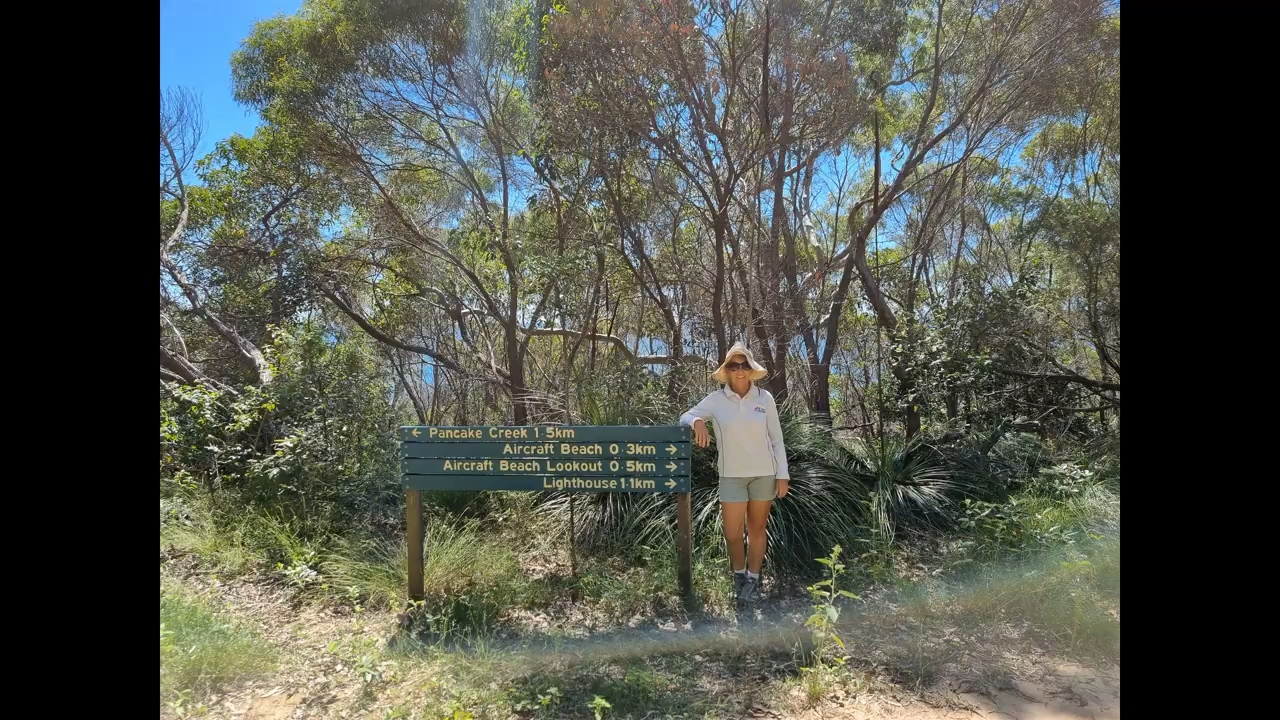 ← Pancake Creek 1.5km
Aircraft Beach 0.3km →
Aircraft Beach Lookout 0.5km →
Lighthouse 1.1km →